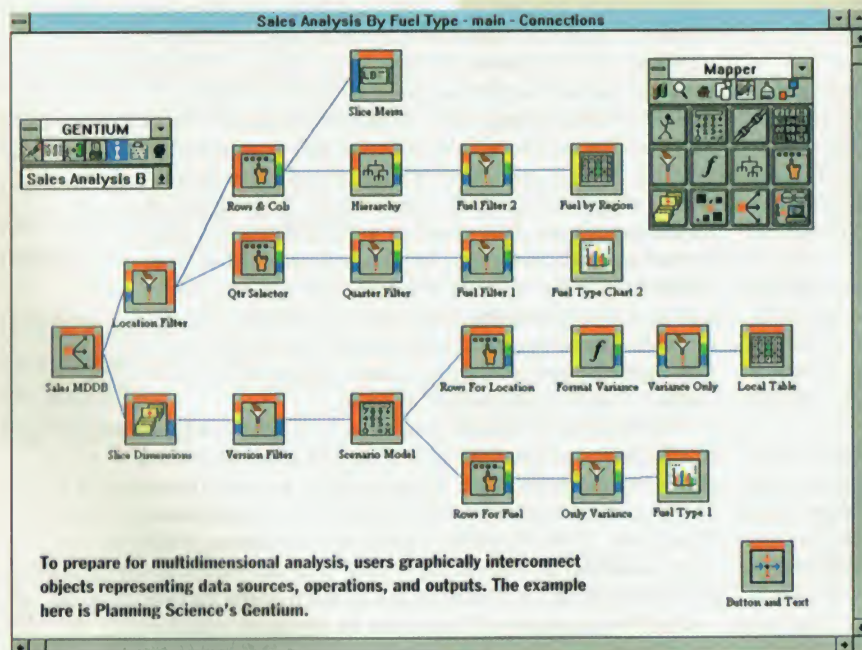 Sales Analysis By Fuel Type - main - Connections
Slice Menu
Mapper
GENTIUM
Sales Analysis B
Rows & Cols
Hierarchy
Fuel Filter 2
Fuel by Region
Location Filter
Qtr Selector
Quarter Filter
Fuel Filter 1
Fuel Type Chart 2
Sales MDDB
Rows For Location
Format Variance
Variance Only
Local Table
Slice Dimensions
Version Filter
Scenario Model
Rows For Fuel
Only Variance
Fuel Type 1
To prepare for multidimensional analysis, users graphically interconnect
objects representing data sources, operations, and outputs. The example
here is Planning Science's Gentium.
Button and Text